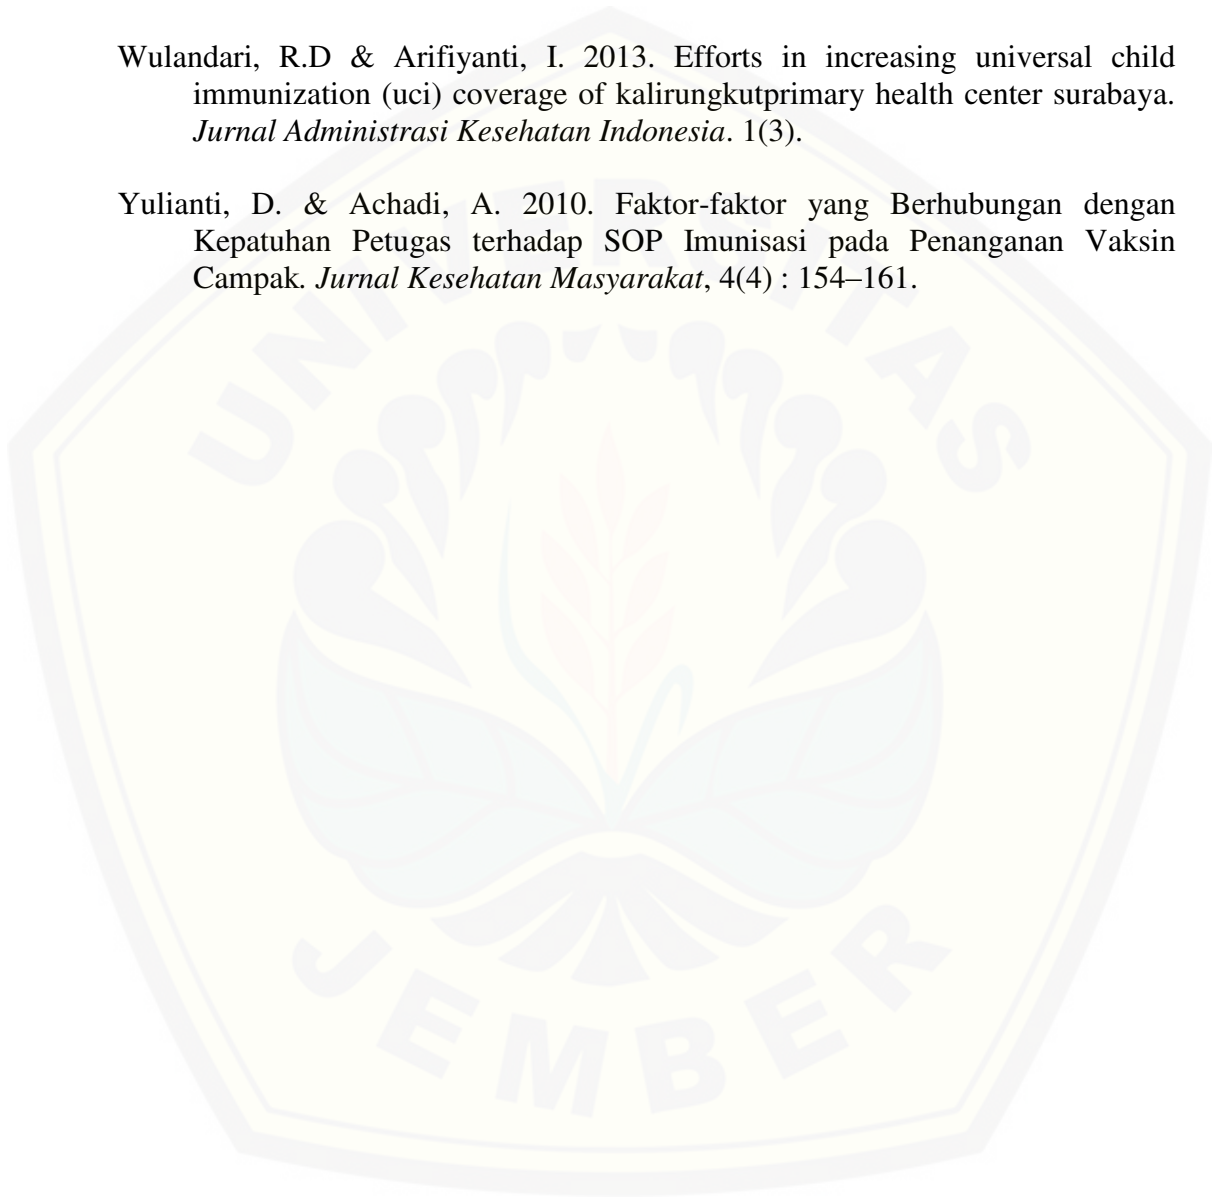 Wulandari, R.D & Arifiyanti, I. 2013. Efforts in increasing universal child
immunization (uci) coverage of kalirungkutprimary health center surabaya.
Jurnal Administrasi Kesehatan Indonesia. 1(3).
Yulianti, D. & Achadi, A. 2010. Faktor-faktor yang Berhubungan dengan
Kepatuhan Petugas terhadap SOP Imunisasi pada Penanganan Vaksin
Campak. Jurnal Kesehatan Masyarakat, 4(4) : 154–161.
UNIVERSITAS
JEMBER